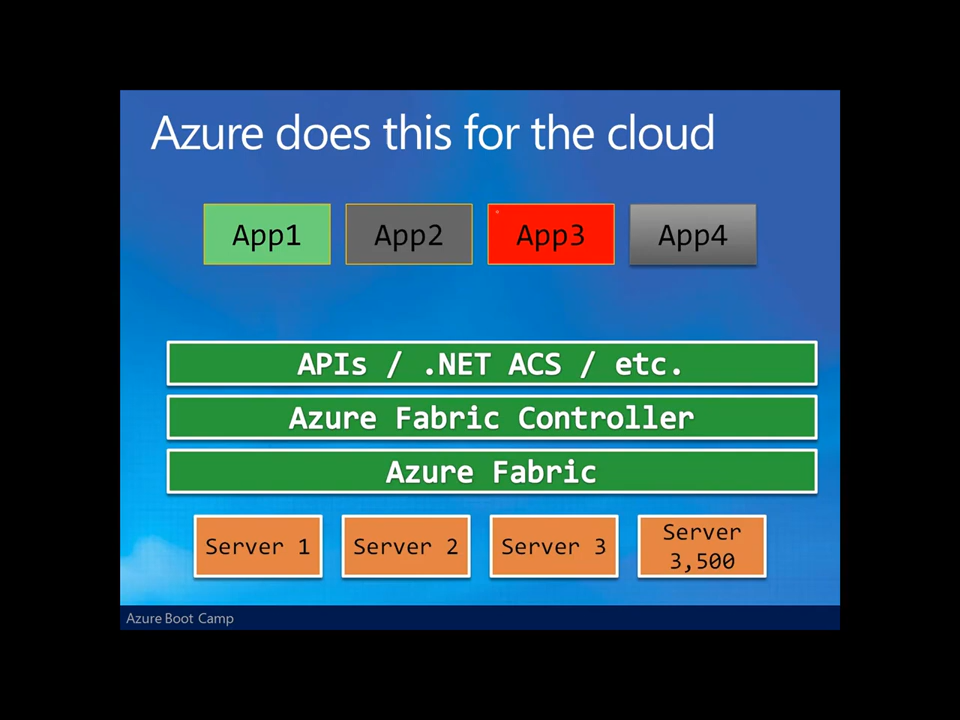 Azure does this for the cloud
App1 App2 App3 App4
APIs / .NET ACS / etc.
Azure Fabric Controller
Azure Fabric
Server 1 Server 2 Server 3 Server
3,500
Azure Boot Camp